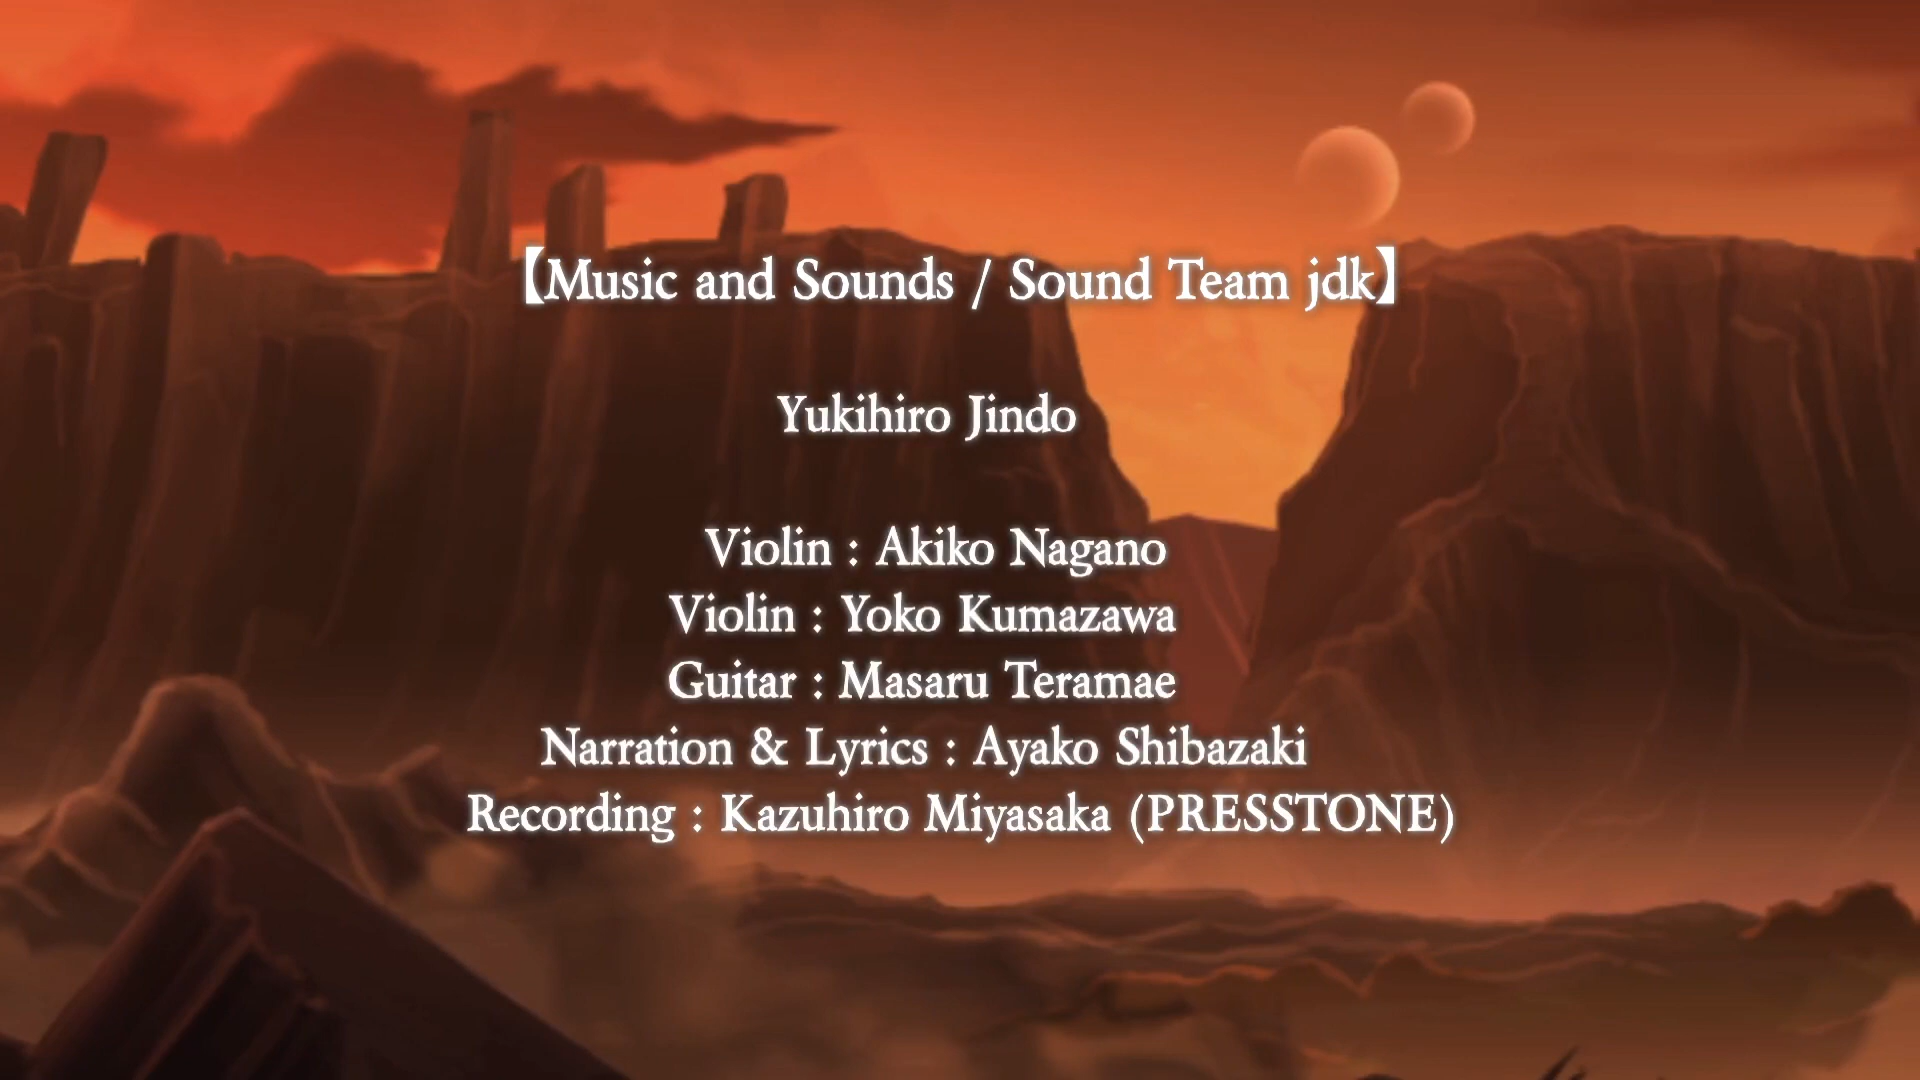 【Music and Sounds / Sound Team jdk】
Yukihiro Jindo
Violin : Akiko Nagano
Violin : Yoko Kumazawa
Guitar : Masaru Teramae
Narration & Lyrics : Ayako Shibazaki
Recording : Kazuhiro Miyasaka (PRESSTONE)